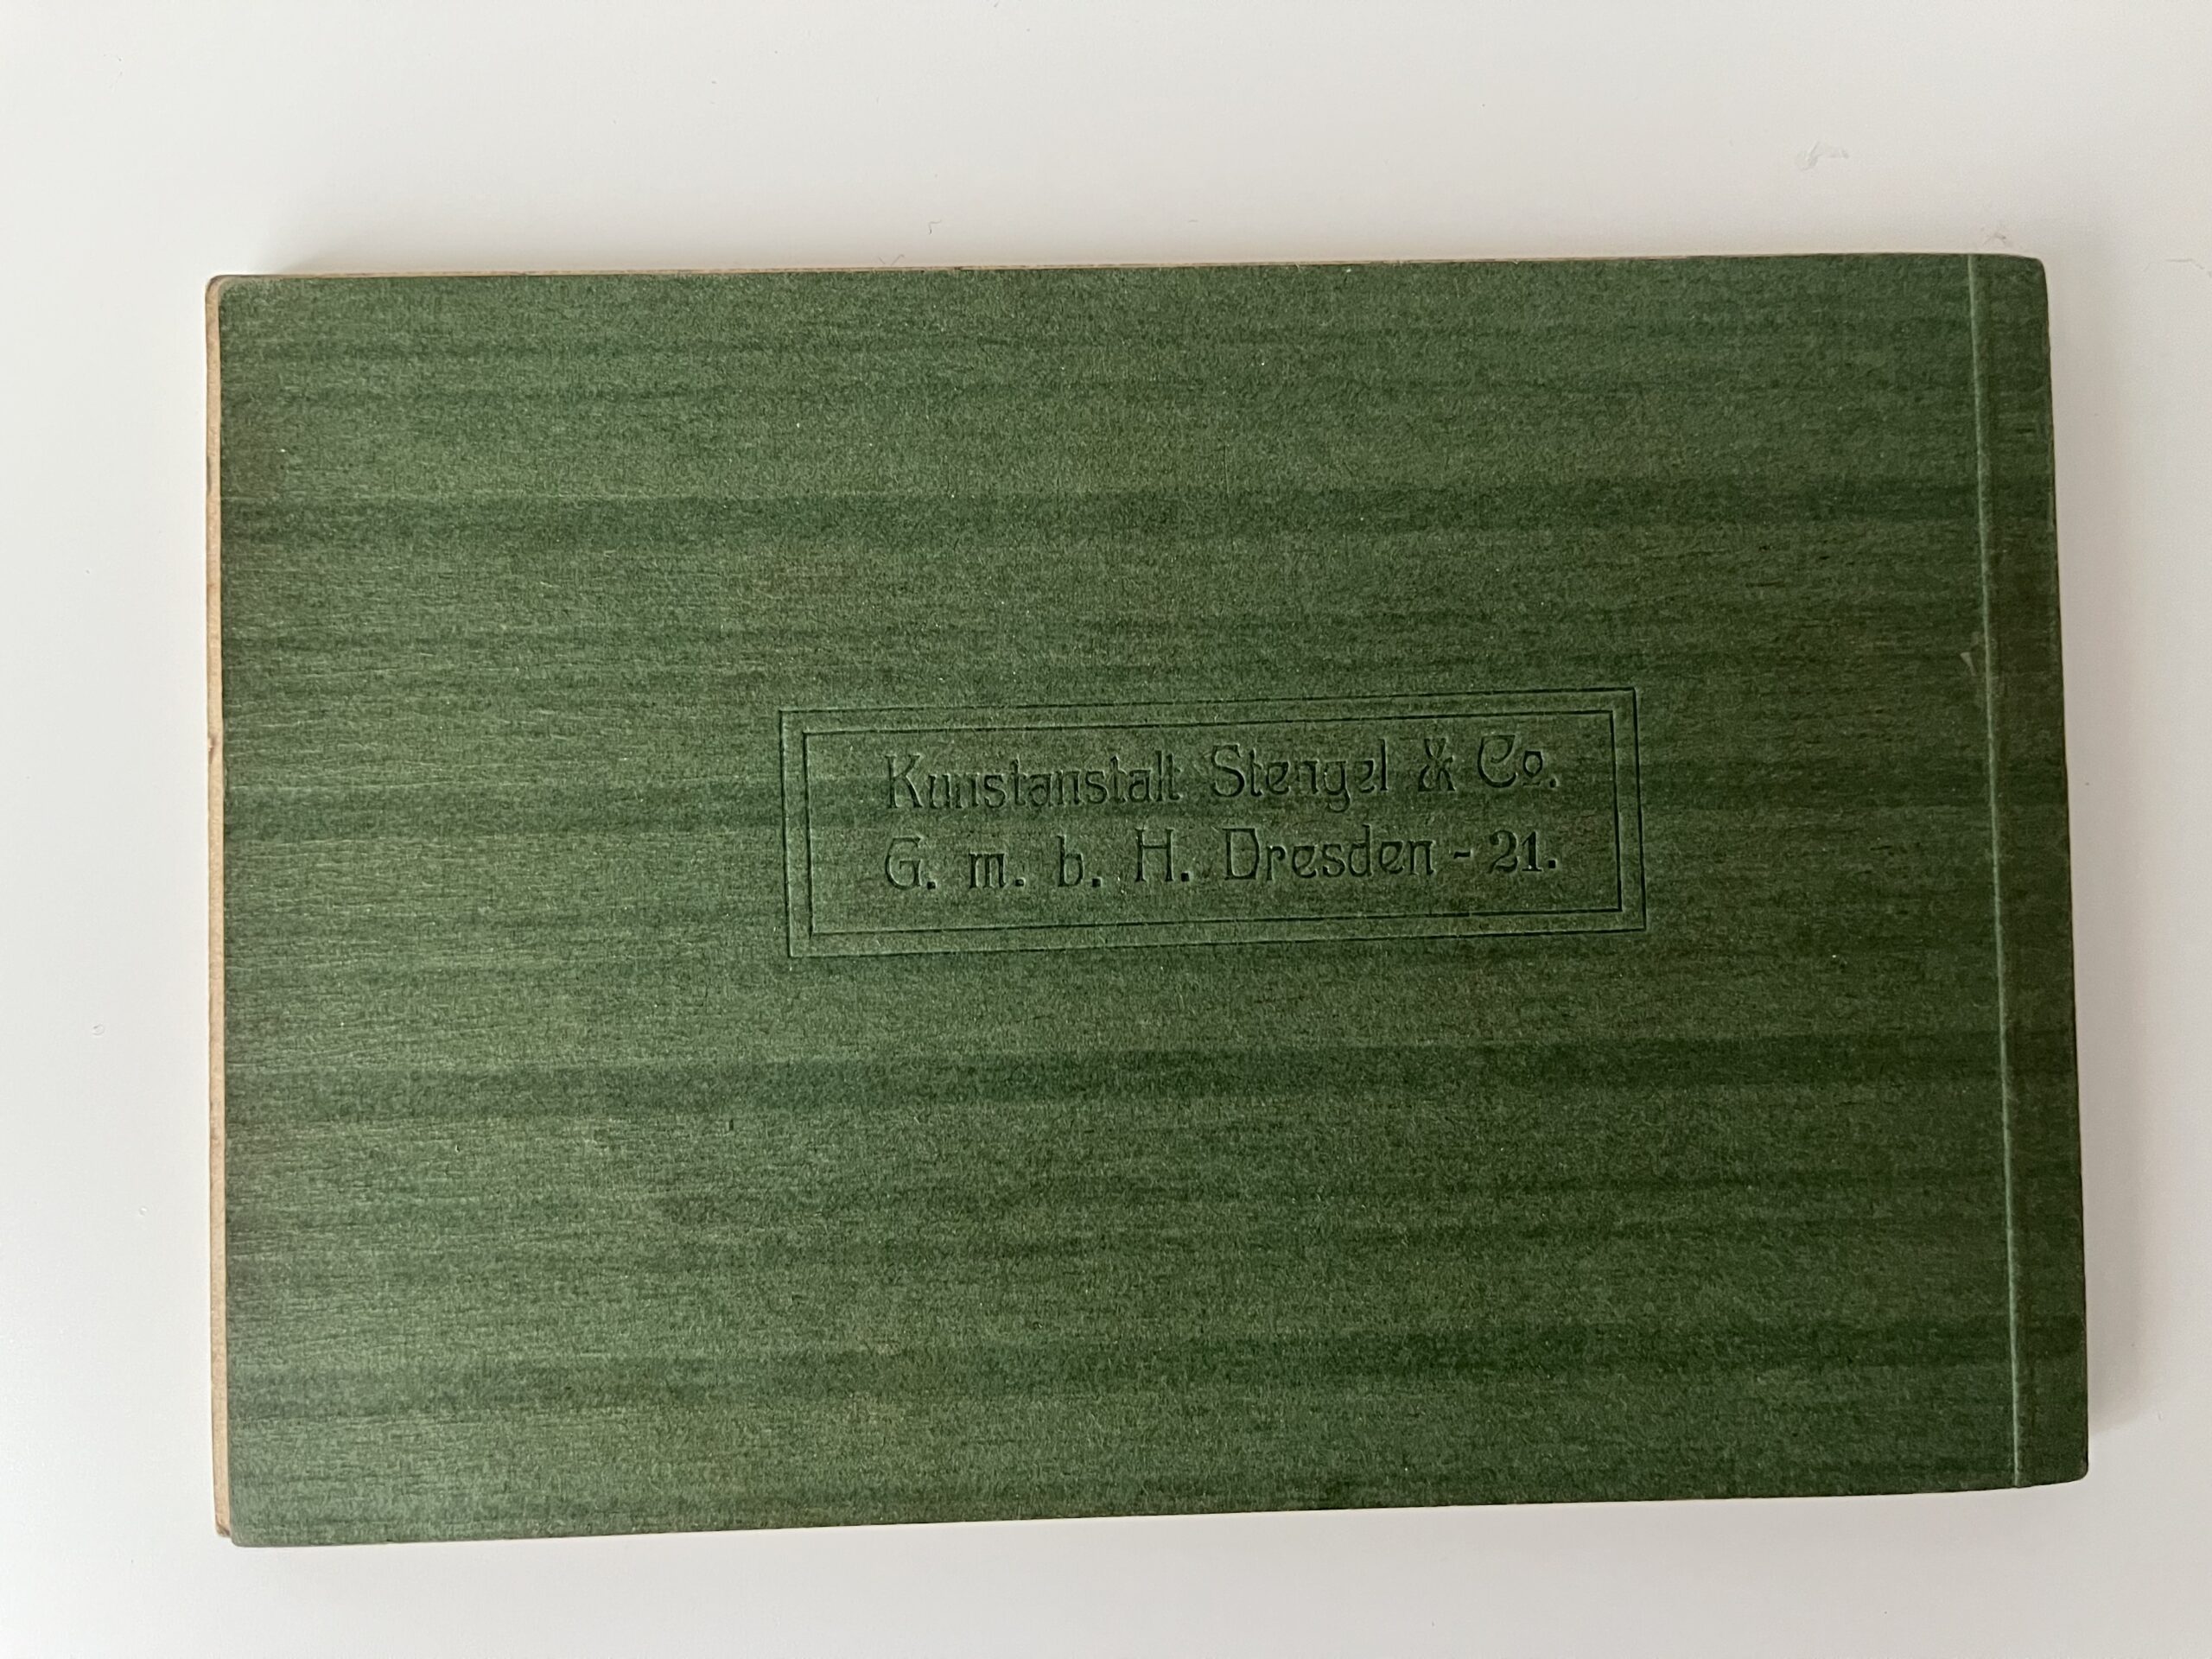 Kunstanstalt Stengel & Co.
G. m. b. H. Dresden - 21.